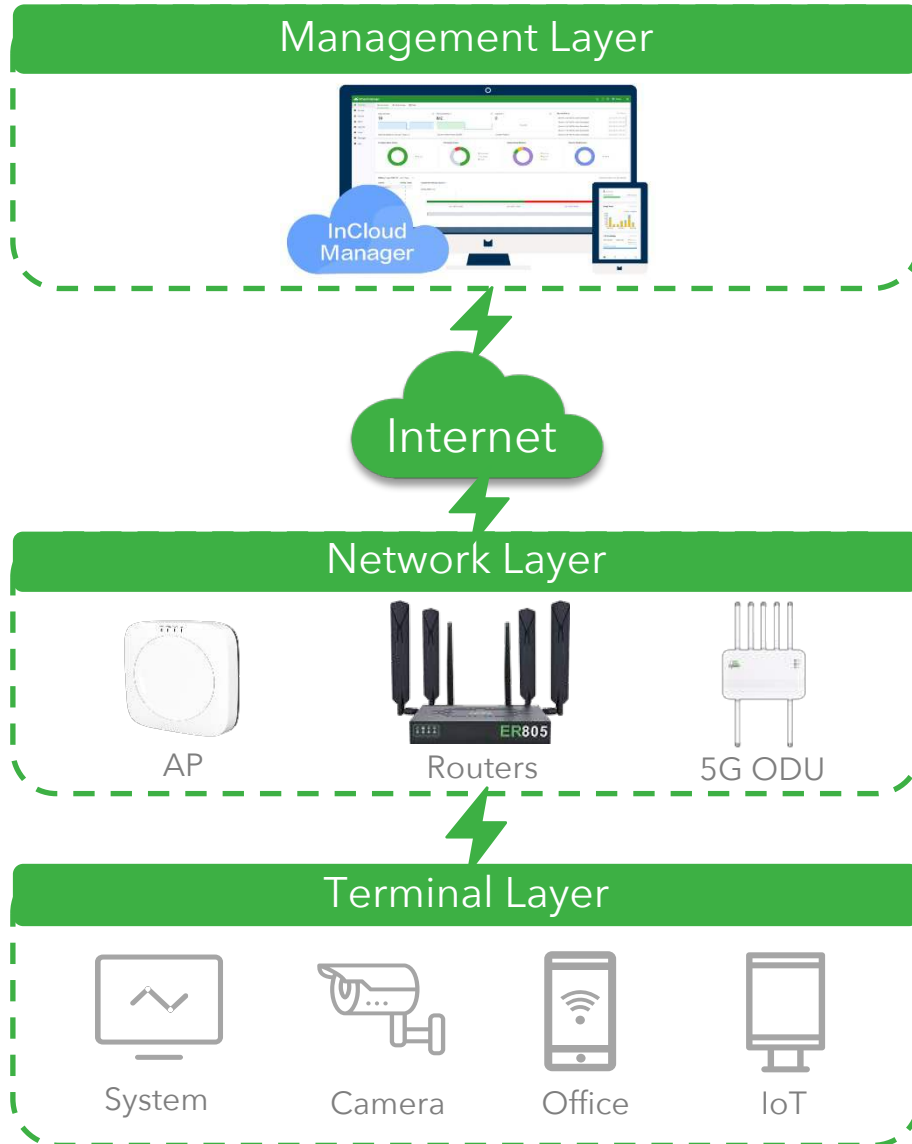 Management Layer
InCloud
Manager
Internet
Network Layer
ER805
AP
Routers
5G ODU
Terminal Layer
System
Camera
Office
IoT